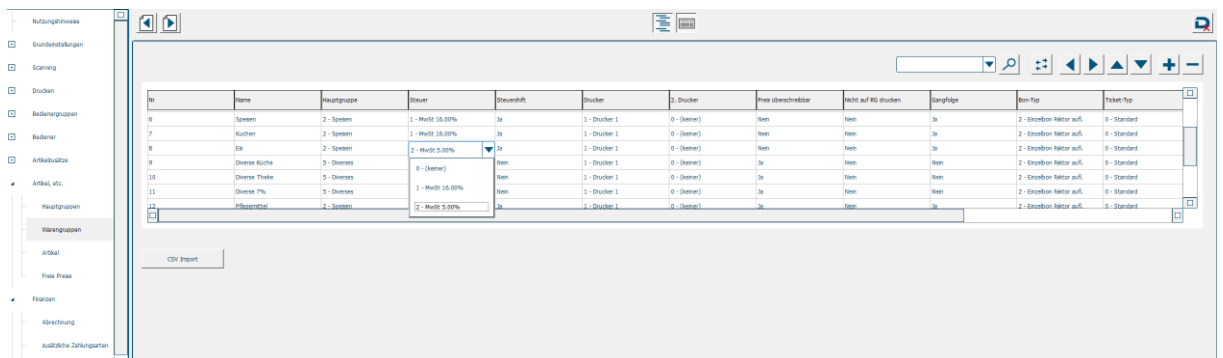 Nutzungshinweise
Grundeinstellungen
Scanning
Drucken
Bedienergruppen
Bediener
Artikelzusätze
Artikel, etc.
Hauptgruppen
Warengruppen
Artikel
Freie Preise
Finanzen
Abrechnung
zusätzliche Zahlungsarten
Nr Name Hauptgruppe Steuer Steuershift Drucker 2. Drucker Preis überschreibbar Nicht auf RG drucken Gangfolge Bon-Typ Ticket-Typ
6 Speisen 2 - Speisen 1 - MwSt 16.00% Ja 1 - Drucker 1 0 - (keiner) Nein Nein Ja 2 - Einzelbon Faktor aufl. 0 - Standard
7 Kuchen 2 - Speisen 1 - MwSt 16.00% Ja 1 - Drucker 1 0 - (keiner) Nein Nein Ja 2 - Einzelbon Faktor aufl. 0 - Standard
8 Eis 2 - Speisen 2 - MwSt 5.00% Ja 1 - Drucker 1 0 - (keiner) Nein Nein Ja 2 - Einzelbon Faktor aufl. 0 - Standard
9 Diverse Küche 5 - Diverses Nein 1 - Drucker 1 0 - (keiner) Ja Nein Nein 2 - Einzelbon Faktor aufl. 0 - Standard
0 - (keiner)
10 Diverse Theke 5 - Diverses Nein 1 - Drucker 1 0 - (keiner) Ja Nein Nein 2 - Einzelbon Faktor aufl. 0 - Standard
1 - MwSt 16.00%
11 Diverse 7% 5 - Diverses Nein 1 - Drucker 1 0 - (keiner) Ja Nein Nein 2 - Einzelbon Faktor aufl. 0 - Standard
2 - MwSt 5.00%
12 Pflegemittel 2 - Speisen Ja 1 - Drucker 1 0 - (keiner) Ja Nein Ja 2 - Einzelbon Faktor aufl. 0 - Standard
CSV Import